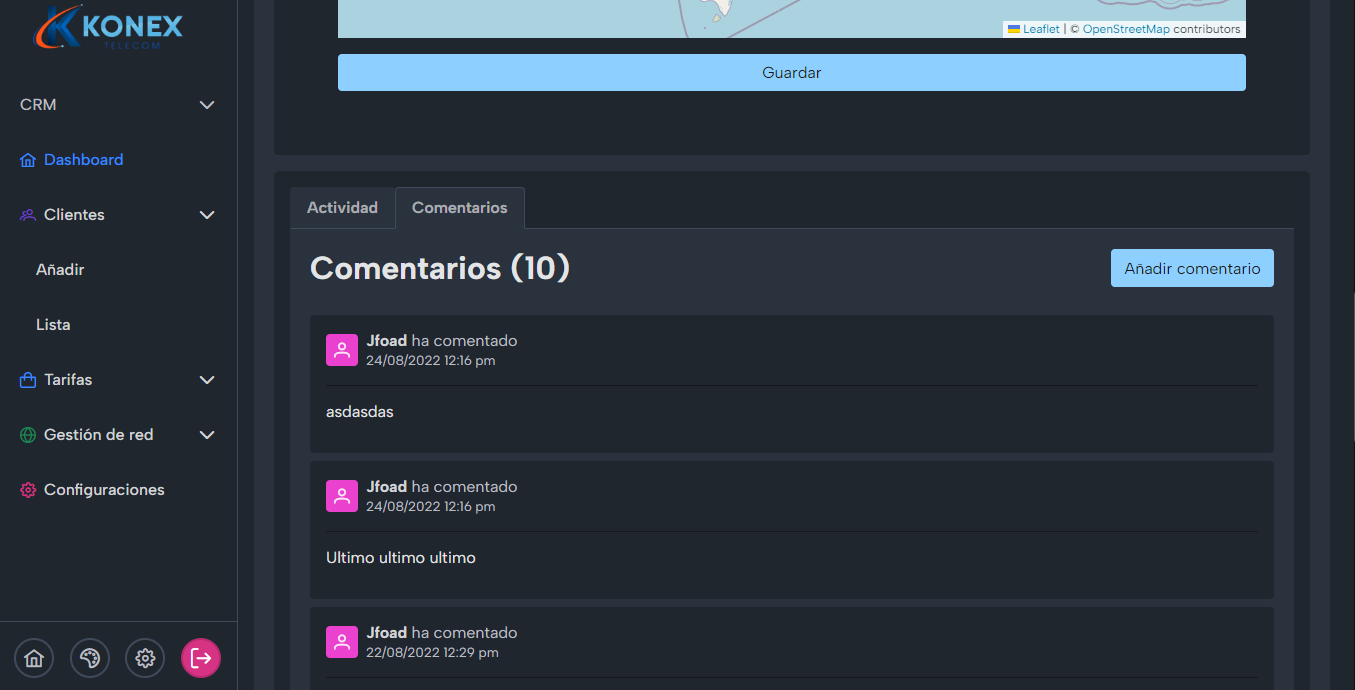 KONEX
TELECOM
CRM
Dashboard
Clientes
Añadir
Lista
Tarifas
Gestión de red
Configuraciones
Leaflet | © OpenStreetMap contributors
Guardar
Actividad
Comentarios
Comentarios (10)
Añadir comentario
Jfoad ha comentado
24/08/2022 12:16 pm
asdasdas
Jfoad ha comentado
24/08/2022 12:16 pm
Ultimo ultimo ultimo
Jfoad ha comentado
22/08/2022 12:29 pm